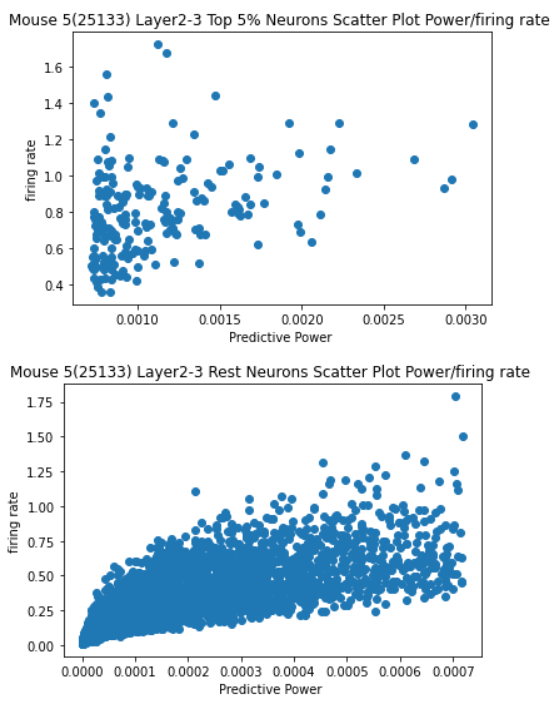 Mouse 5(25133) Layer2-3 Top 5% Neurons Scatter Plot Power/firing rate
1.6
1.4
1.2
1.0
0.8
0.6
0.4
firing rate
0.0010 0.0015 0.0020 0.0025 0.0030
Predictive Power
Mouse 5(25133) Layer2-3 Rest Neurons Scatter Plot Power/firing rate
1.75
1.50
1.25
1.00
0.75
0.50
0.25
0.00
firing rate
0.0000 0.0001 0.0002 0.0003 0.0004 0.0005 0.0006 0.0007
Predictive Power